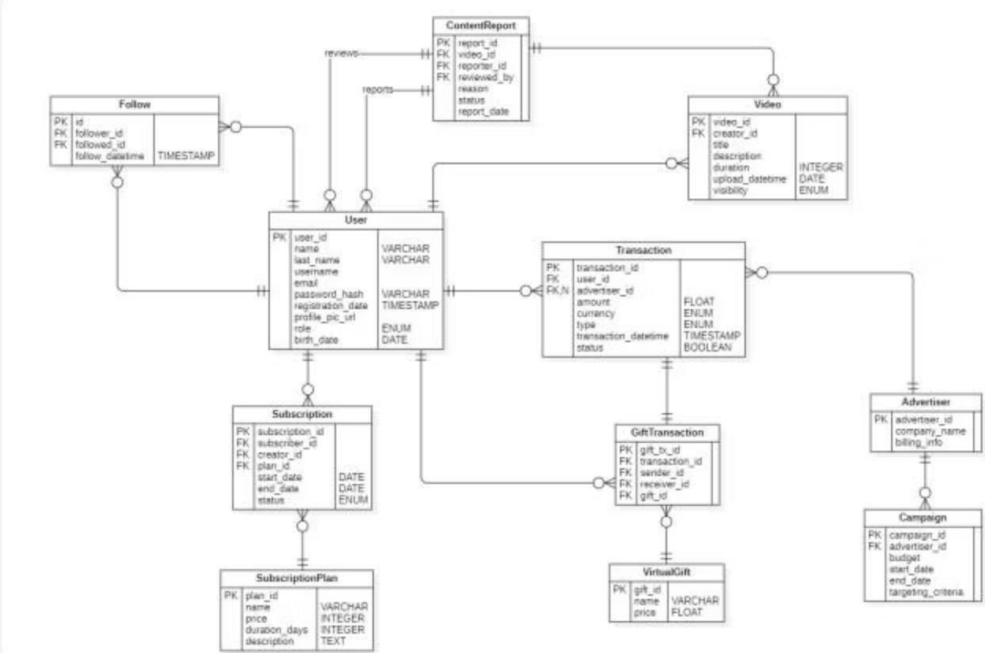 ContentReport
PK report_id
FK video_id
FK reporter_id
FK reviewed_by
reason
status
report_date
reviews
reports
Follow
PK id
FK follower_id
FK followed_id
follow_datetime TIMESTAMP
Video
PK video_id
FK creator_id
title
description
duration INTEGER
upload_datetime DATE
visibility ENUM
User
PK user_id
name VARCHAR
last_name VARCHAR
username
email
password_hash VARCHAR
registration_date TIMESTAMP
profile_pic_url
role ENUM
birth_date DATE
Transaction
PK transaction_id
FK user_id
FK,N advertiser_id
amount FLOAT
currency ENUM
type ENUM
transaction_datetime TIMESTAMP
status BOOLEAN
Advertiser
PK advertiser_id
company_name
billing_info
Subscription
PK subscription_id
FK subscriber_id
FK creator_id
FK plan_id
start_date DATE
end_date DATE
status ENUM
GiftTransaction
PK gift_tx_id
FK transaction_id
FK sender_id
FK receiver_id
FK gift_id
Campaign
PK campaign_id
FK advertiser_id
budget
start_date
end_date
targeting_criteria
SubscriptionPlan
PK plan_id
name VARCHAR
price INTEGER
duration_days INTEGER
description TEXT
VirtualGift
PK gift_id
name VARCHAR
price FLOAT